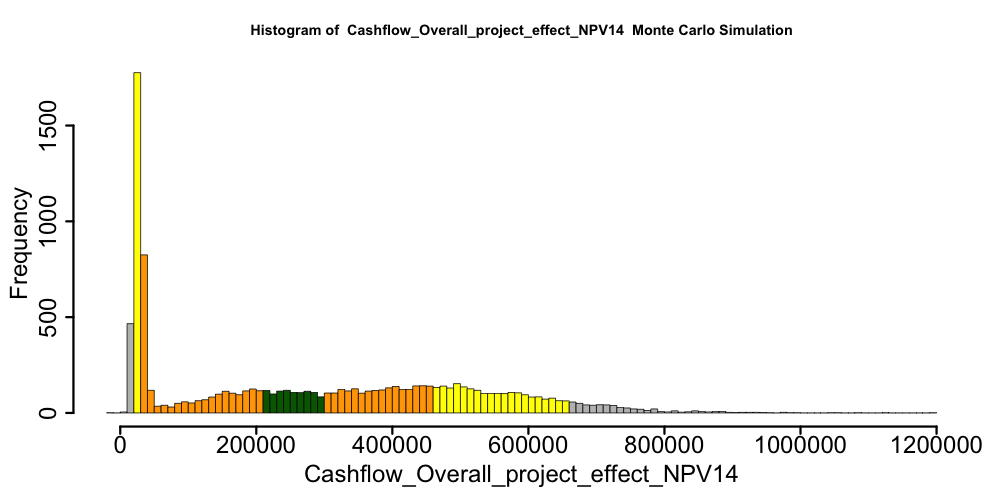 Histogram of Cashflow_Overall_project_effect_NPV14 Monte Carlo Simulation
Frequency
1500
1000
500
0
0 200000 400000 600000 800000 1000000 1200000
Cashflow_Overall_project_effect_NPV14